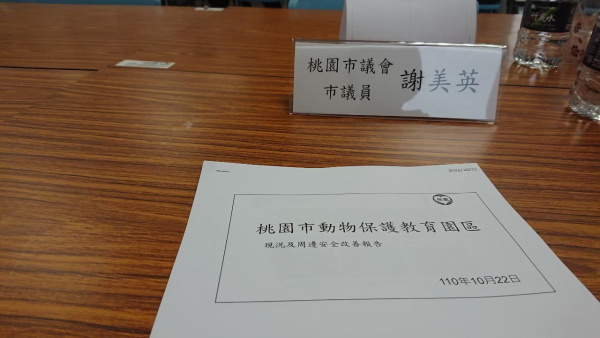 桃園市議會
市議員
謝美英
桃園市動物保護教育園區
現況及周邊安全改善報告
110年10月22日